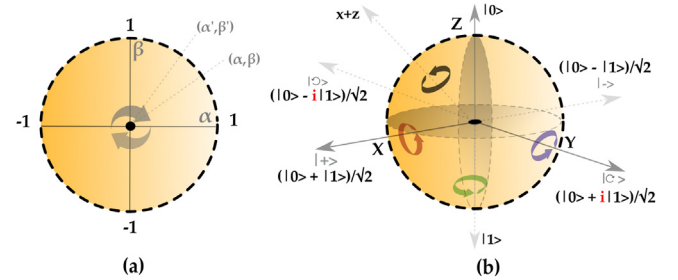 1
β
(α',β')
(α,β)
-1
α
1
-1
(a)
x+z
Z
|0>
|↻>
(|0> - i |1>)/√2
(|0> - |1>)/√2
|->
X
Y
|+>
(|0> + |1>)/√2
|↻>
(|0> + i |1>)/√2
|1>
(b)